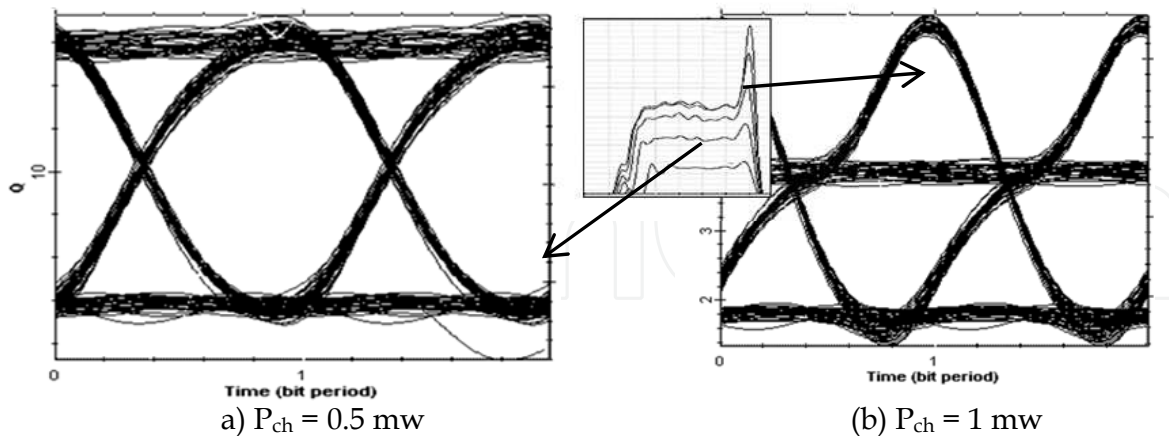 Q
10
0
1
Time (bit period)
3
2
0
1
Time (bit period)
a) Pch = 0.5 mw
(b) Pch = 1 mw